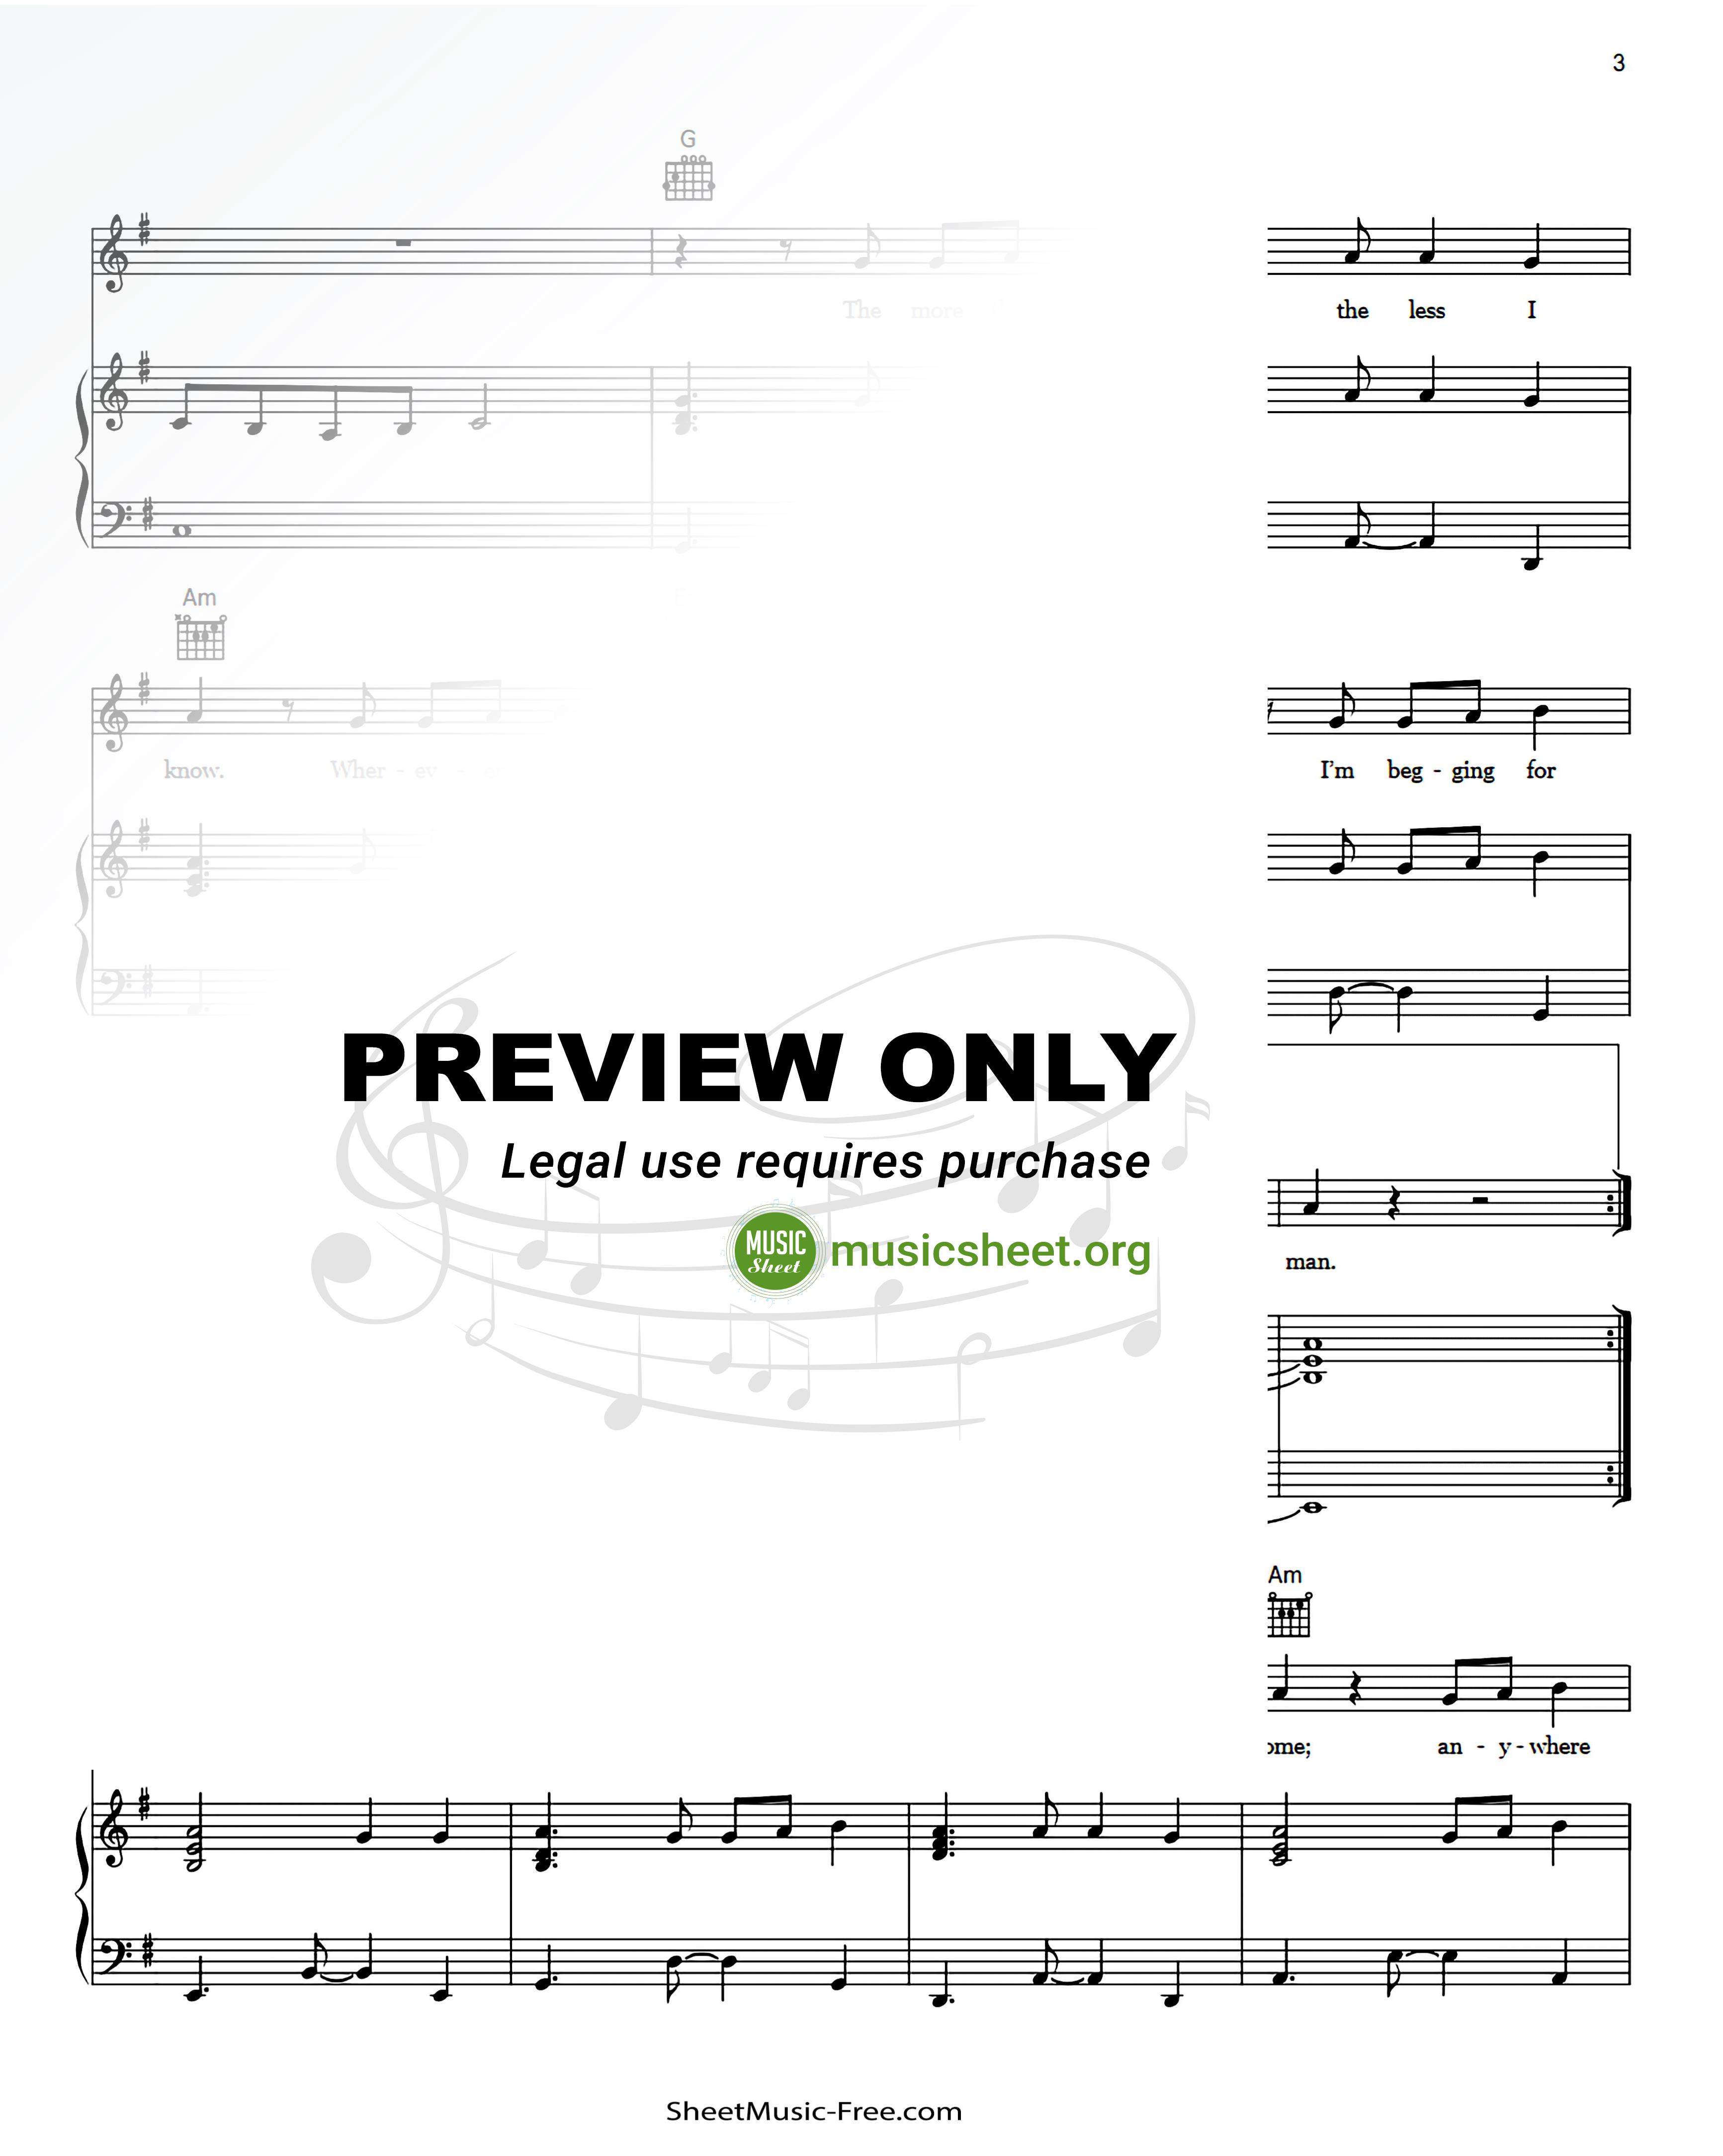 3
G
The more
the less I
Am
know. Wher - ev -
I'm beg - ging for
PREVIEW ONLY
Legal use requires purchase
MUSIC
Sheet
musicsheet.org
man.
Am
ome; an - y - where
SheetMusic-Free.com